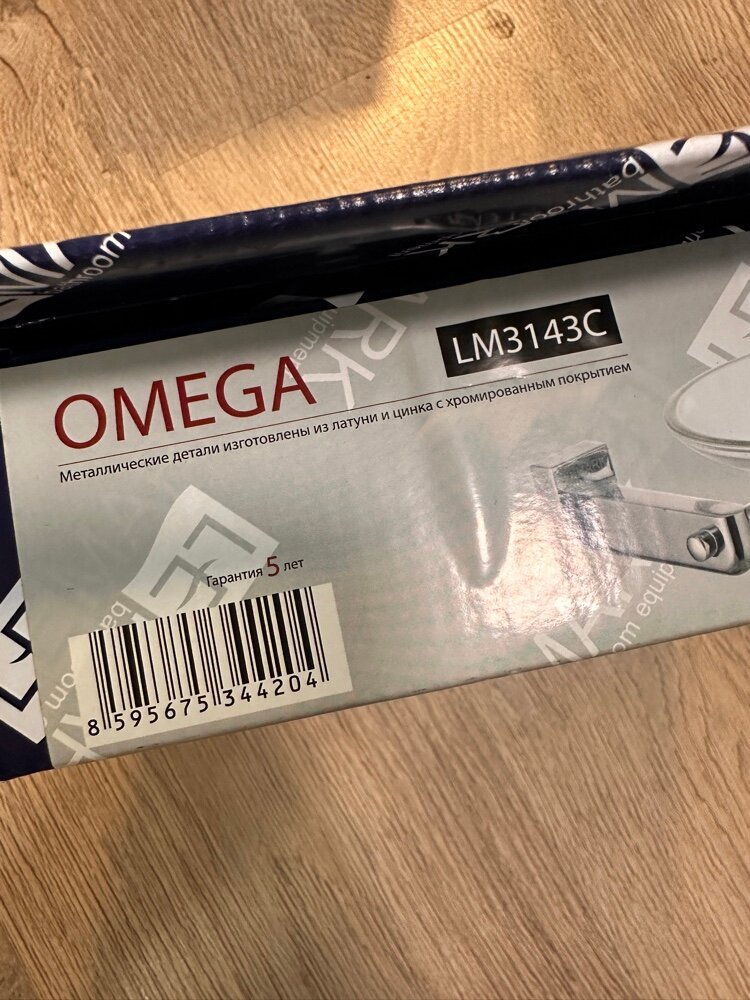 OMEGA
LM3143C
Металлические детали изготовлены из латуни и цинка с хромированным покрытием
Гарантия 5 лет
8 595675 344204